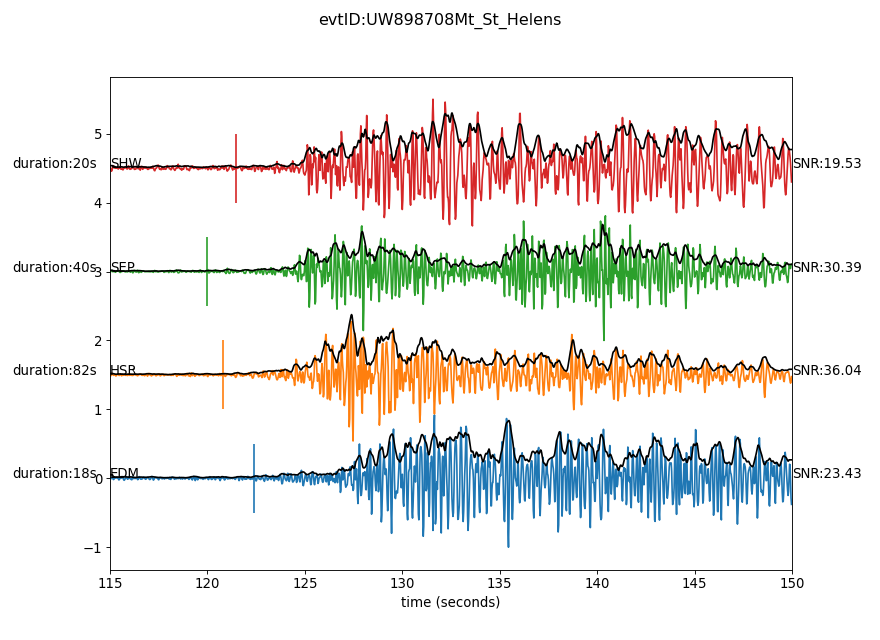 evtID:UW898708Mt_St_Helens
5
duration:20s SHW SNR:19.53
4
duration:40s SEP SNR:30.39
3
2
duration:82s HSR SNR:36.04
1
duration:18s EDM SNR:23.43
0
−1
115 120 125 130 135 140 145 150
time (seconds)